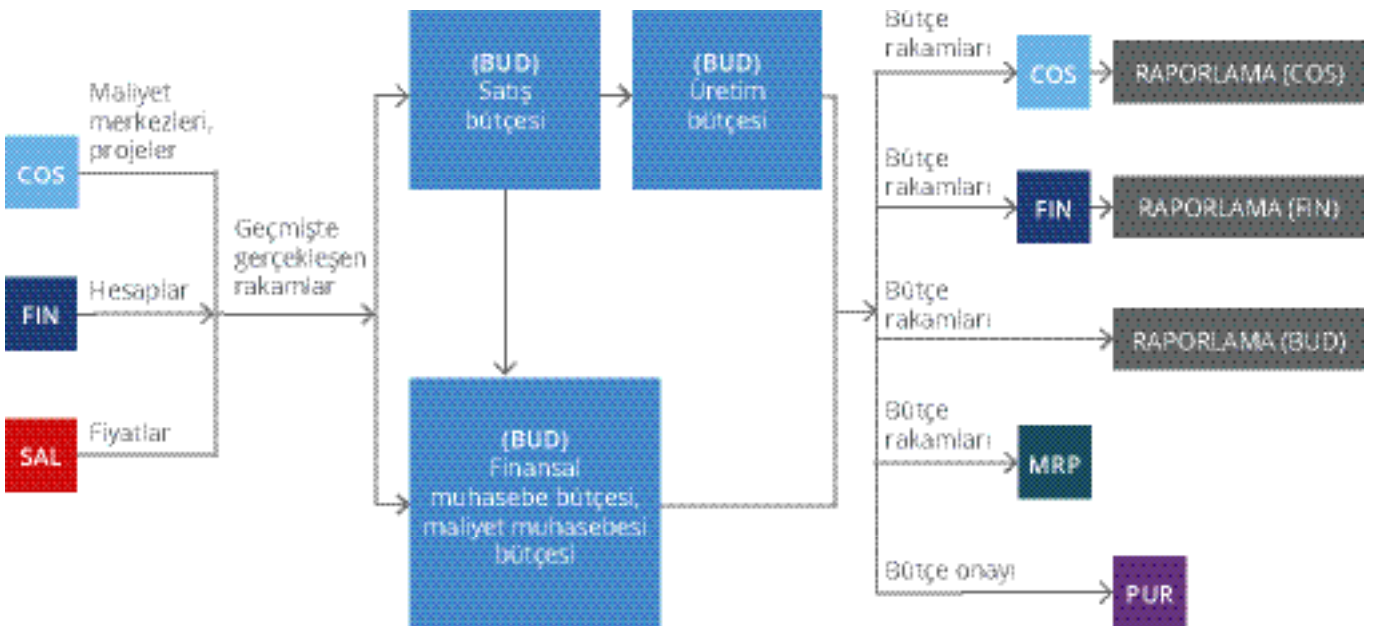 COS
Maliyet
merkezleri,
projeler
FIN
Hesaplar
SAL
Fiyatlar
Geçmişte
gerçekleşen
rakamlar
(BUD)
Satış
bütçesi
(BUD)
Üretim
bütçesi
(BUD)
Finansal
muhasebe bütçesi,
maliyet muhasebesi
bütçesi
Bütçe
rakamları
COS
RAPORLAMA (COS)
Bütçe
rakamları
FIN
RAPORLAMA (FIN)
Bütçe
rakamları
RAPORLAMA (BUD)
Bütçe
rakamları
MRP
Bütçe onayı
PUR